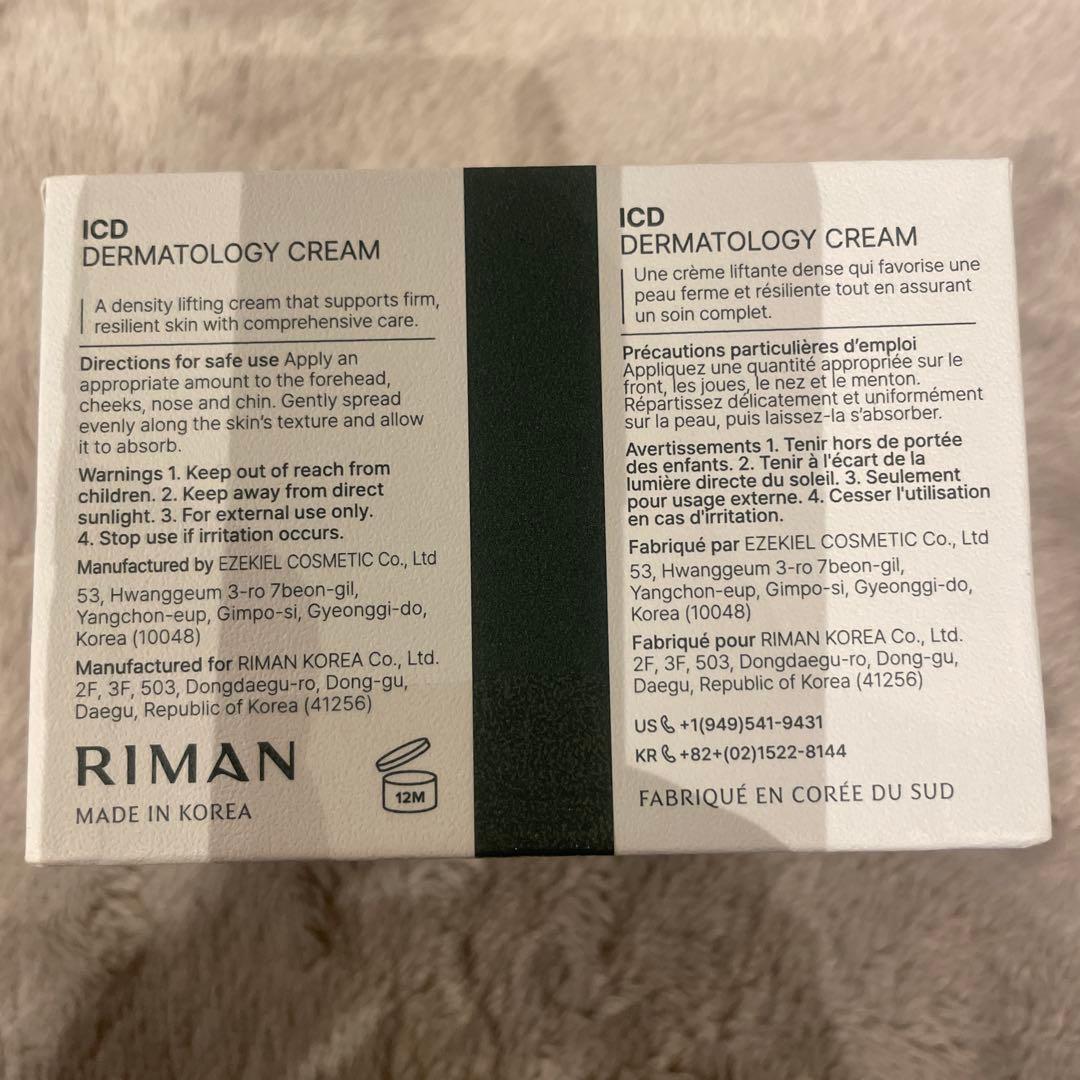 ICD
DERMATOLOGY CREAM
A density lifting cream that supports firm,
resilient skin with comprehensive care.
Directions for safe use Apply an
appropriate amount to the forehead,
cheeks, nose and chin. Gently spread
evenly along the skin's texture and allow
it to absorb.
Warnings 1. Keep out of reach from
children. 2. Keep away from direct
sunlight. 3. For external use only.
4. Stop use if irritation occurs.
Manufactured by EZEKIEL COSMETIC Co., Ltd
53, Hwanggeum 3-ro 7beon-gil,
Yangchon-eup, Gimpo-si, Gyeonggi-do,
Korea (10048)
Manufactured for RIMAN KOREA Co., Ltd.
2F, 3F, 503, Dongdaegu-ro, Dong-gu,
Daegu, Republic of Korea (41256)
RIMAN
MADE IN KOREA
12M
ICD
DERMATOLOGY CREAM
Une crème liftante dense qui favorise une
peau ferme et résiliente tout en assurant
un soin complet.
Précautions particulières d'emploi
Appliquez une quantité appropriée sur le
front, les joues, le nez et le menton.
Répartissez délicatement et uniformément
sur la peau, puis laissez-la s'absorber.
Avertissements 1. Tenir hors de portée
des enfants. 2. Tenir à l'écart de la
lumière directe du soleil. 3. Seulement
pour usage externe. 4. Cesser l'utilisation
en cas d'irritation.
Fabriqué par EZEKIEL COSMETIC Co., Ltd
53, Hwanggeum 3-ro 7beon-gil,
Yangchon-eup, Gimpo-si, Gyeonggi-do,
Korea (10048)
Fabriqué pour RIMAN KOREA Co., Ltd.
2F, 3F, 503, Dongdaegu-ro, Dong-gu,
Daegu, Republic of Korea (41256)
US +1(949)541-9431
KR +82+(02)1522-8144
FABRIQUÉ EN CORÉE DU SUD